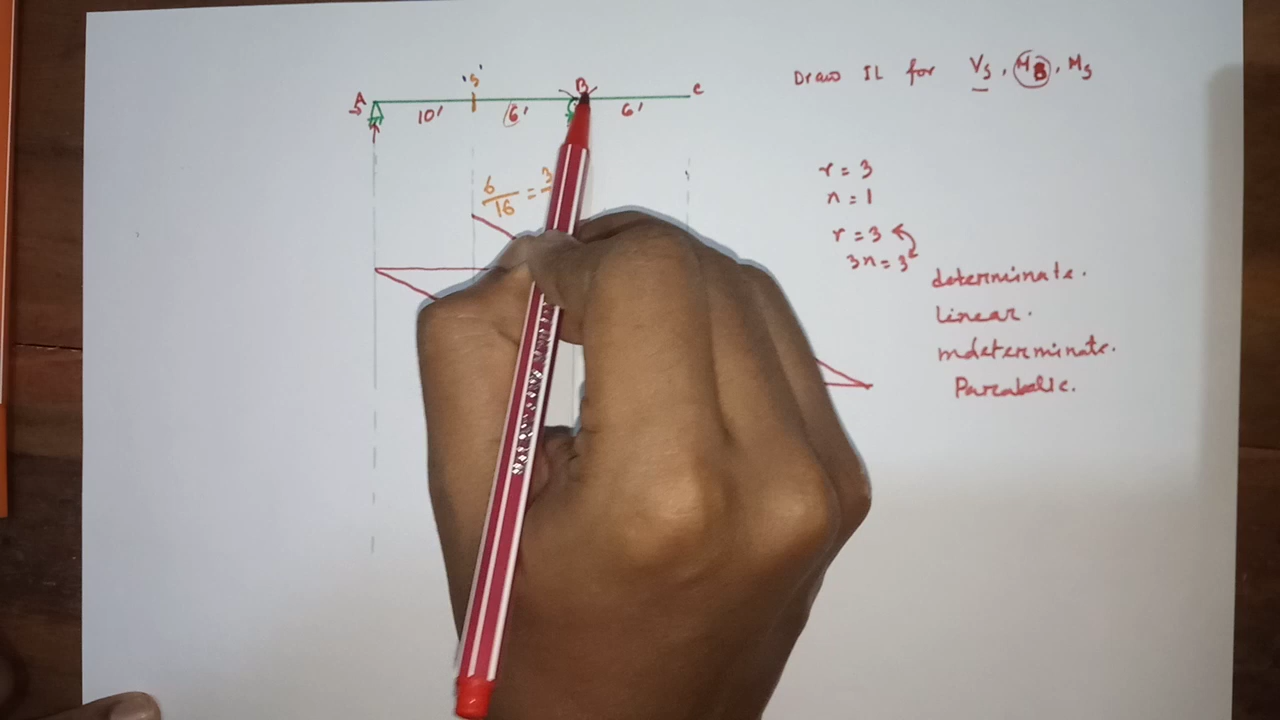 'S'
A B C
10' 6' 6'
Draw IL for Vs, MB, Ms
6/16 = 3
r = 3
n = 1
r = 3
3n = 3
determinate.
Linear.
Indeterminate.
Parabolic.